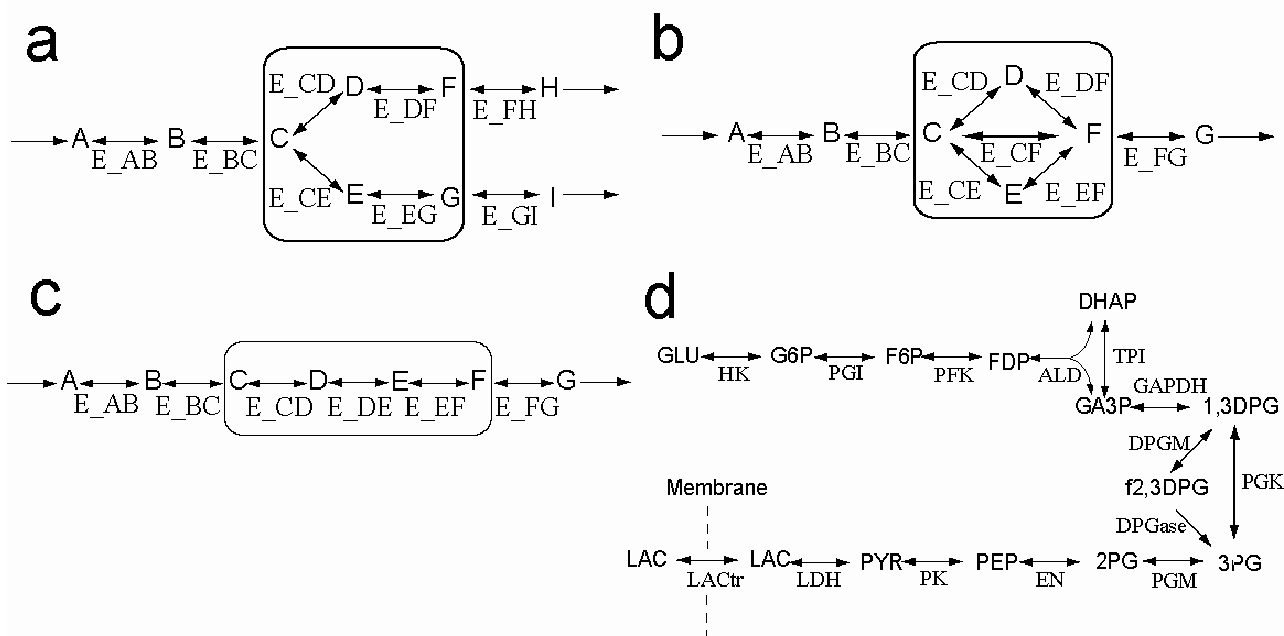 a
E_CD D F H
E_DF E_FH
A B C
E_AB E_BC
E_CE E G I
E_EG E_GI
b
E_CD D E_DF
A B C F G
E_AB E_BC E_CF E_FG
E_CE E E_EF
c
A B C D E F G
E_AB E_BC E_CD E_DE E_EF E_FG
d
DHAP
GLU G6P F6P FDP TPI
HK PGI PFK ALD
GAPDH
GA3P 1,3DPG
DPGM
f2,3DPG PGK
Membrane
DPGase
LAC LAC PYR PEP 2PG 3PG
LACtr LDH PK EN PGM